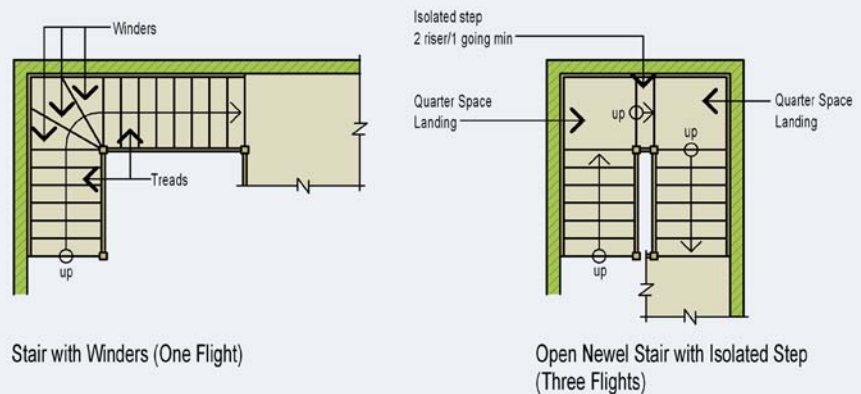 Winders
Treads
up
Stair with Winders (One Flight)
N
N
Isolated step
2 riser/1 going min
Quarter Space
Landing
Quarter Space
Landing
up
up
up
N
N
Open Newel Stair with Isolated Step
(Three Flights)